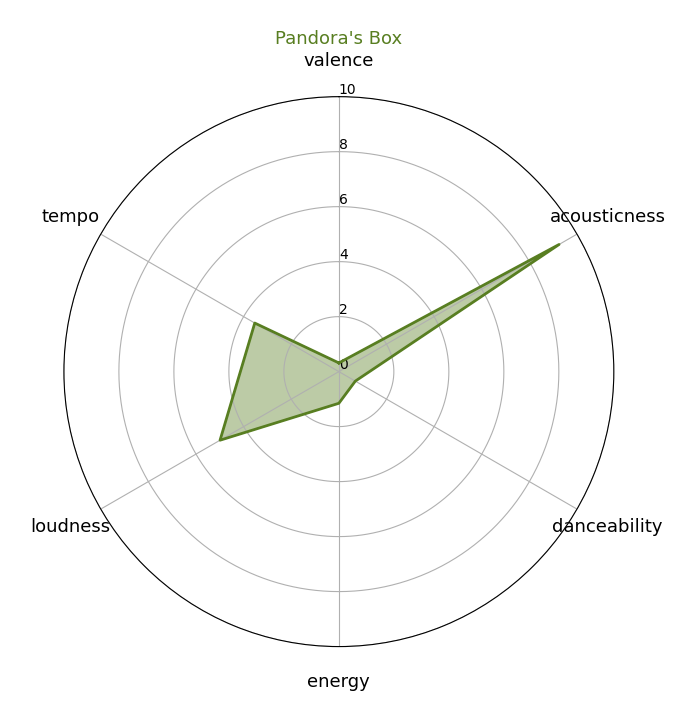 Pandora's Box
valence
10
8
6
4
2
0
tempo
acousticness
loudness
danceability
energy